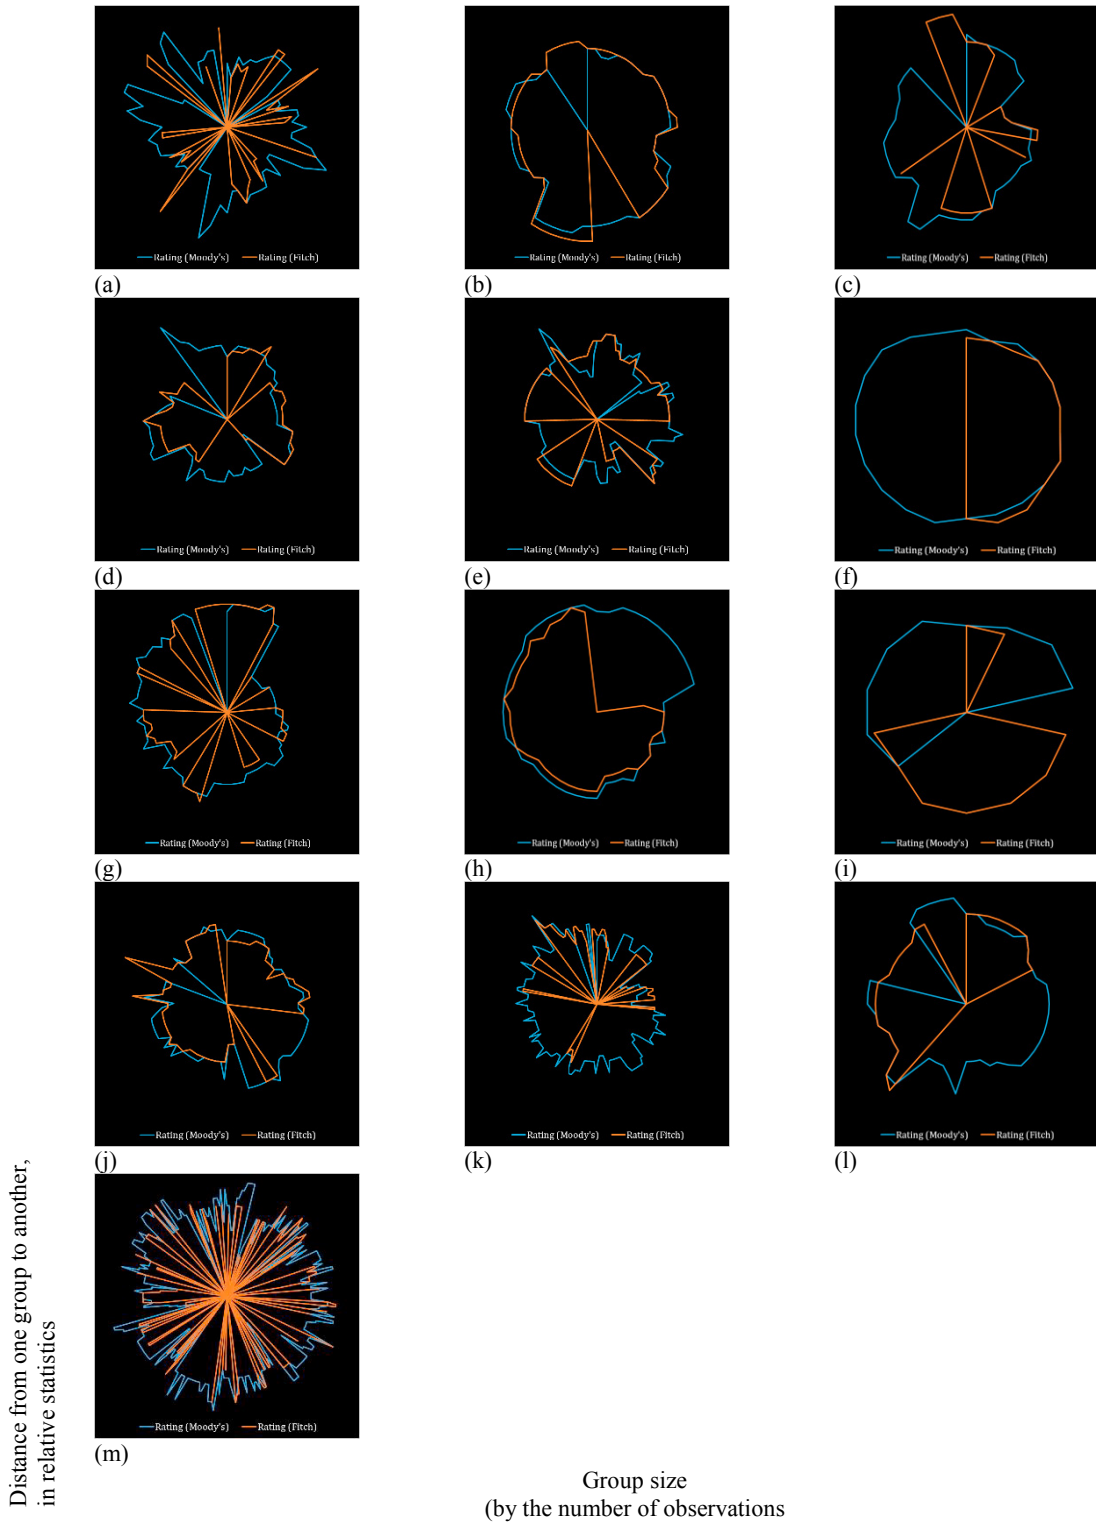 Rating (Moody's) Rating (Fitch)
Rating (Moody's) Rating (Fitch)
Rating (Moody's) Rating (Fitch)
(a)
(b)
(c)
Rating (Moody's) Rating (Fitch)
Rating (Moody's) Rating (Fitch)
Rating (Moody's) Rating (Fitch)
(d)
(e)
(f)
Rating (Moody's) Rating (Fitch)
Rating (Moody's) Rating (Fitch)
Rating (Moody's) Rating (Fitch)
(g)
(h)
(i)
Rating (Moody's) Rating (Fitch)
Rating (Moody's) Rating (Fitch)
Rating (Moody's) Rating (Fitch)
(j)
(k)
(l)
Rating (Moody's) Rating (Fitch)
(m)
Distance from one group to another,
in relative statistics
Group size
(by the number of observations